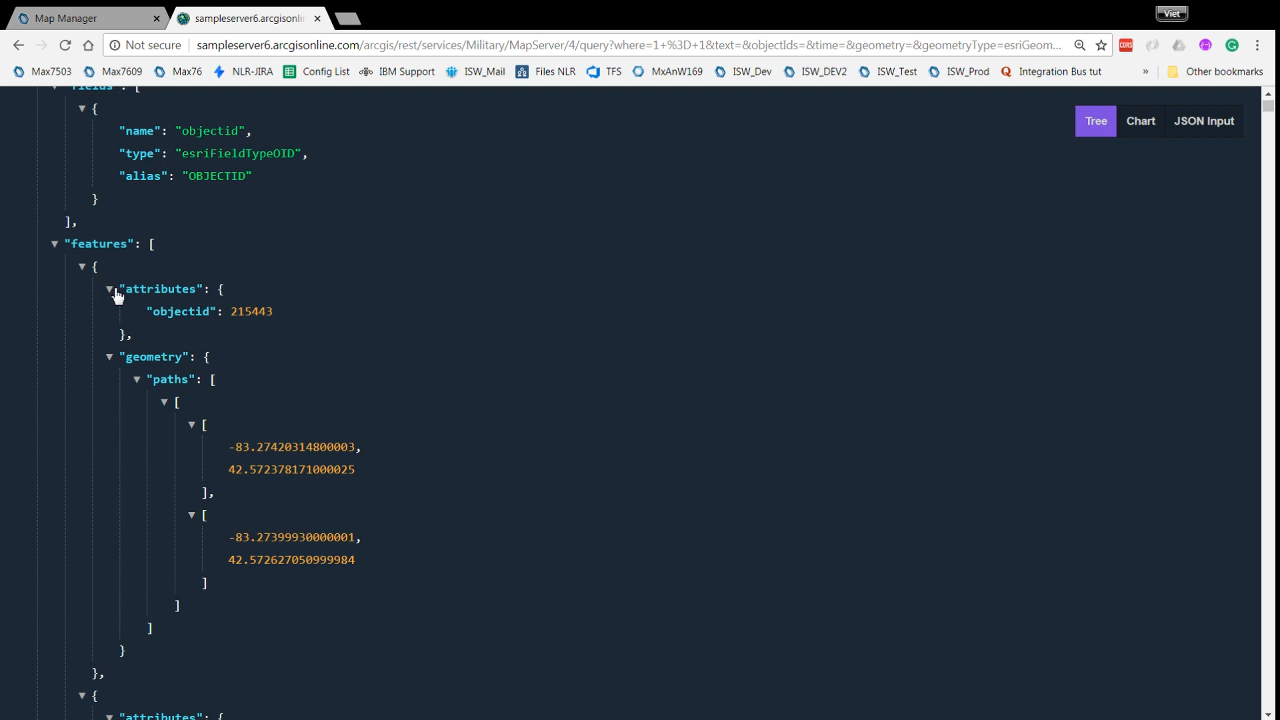 Map Manager
sampleserver6.arcgisonlin
Viet
Not secure sampleserver6.arcgisonline.com/arcgis/rest/services/Military/MapServer/4/query?where=1+%3D+1&text=&objectIds=&time=&geometry=&geometryType=esriGeom...
Max7503 Max7609 Max76 NLR-JIRA Config List IBM Support ISW_Mail Files NLR TFS MxAnW169 ISW_Dev ISW_DEV2 ISW_Test ISW_Prod Integration Bus tut » Other bookmarks
"fields": [
{
Tree Chart JSON Input
"name": "objectid",
"type": "esriFieldTypeOID",
"alias": "OBJECTID"
}
],
"features": [
{
"attributes": {
"objectid": 215443
},
"geometry": {
"paths": [
[
[
-83.27420314800003,
42.572378171000025
],
[
-83.27399930000001,
42.572627050999984
]
]
]
}
},
{
"attributes": {